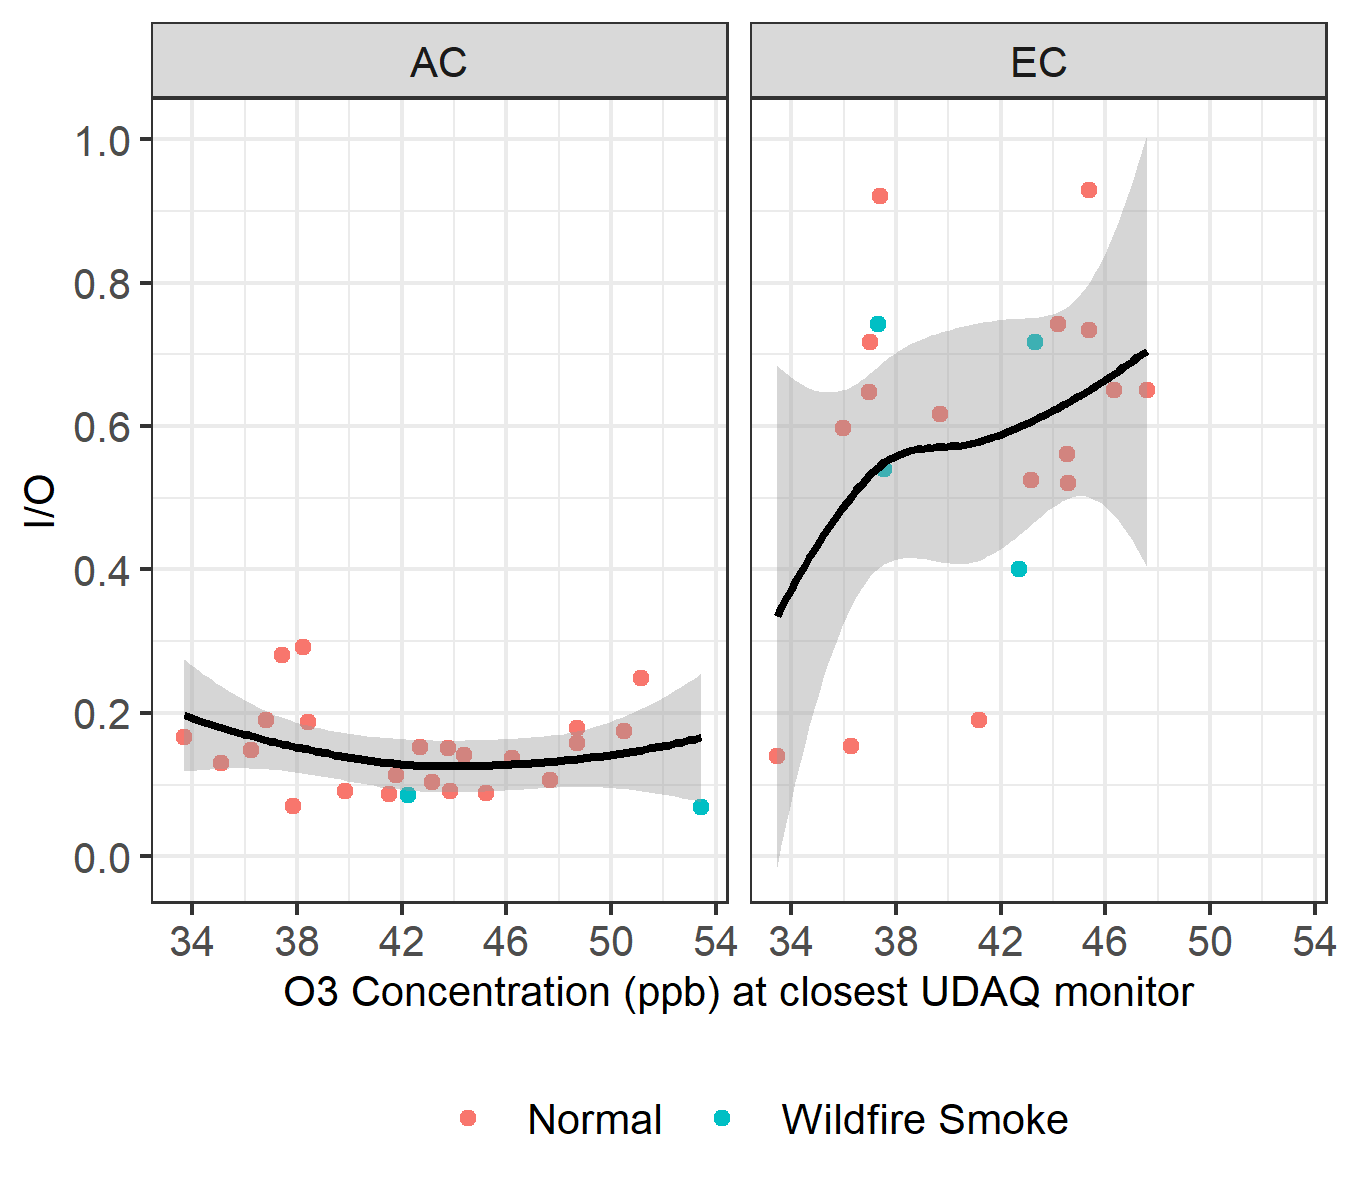 AC
EC
I/O
1.0
0.8
0.6
0.4
0.2
0.0
34 38 42 46 50 54
34 38 42 46 50 54
O3 Concentration (ppb) at closest UDAQ monitor
Normal
Wildfire Smoke